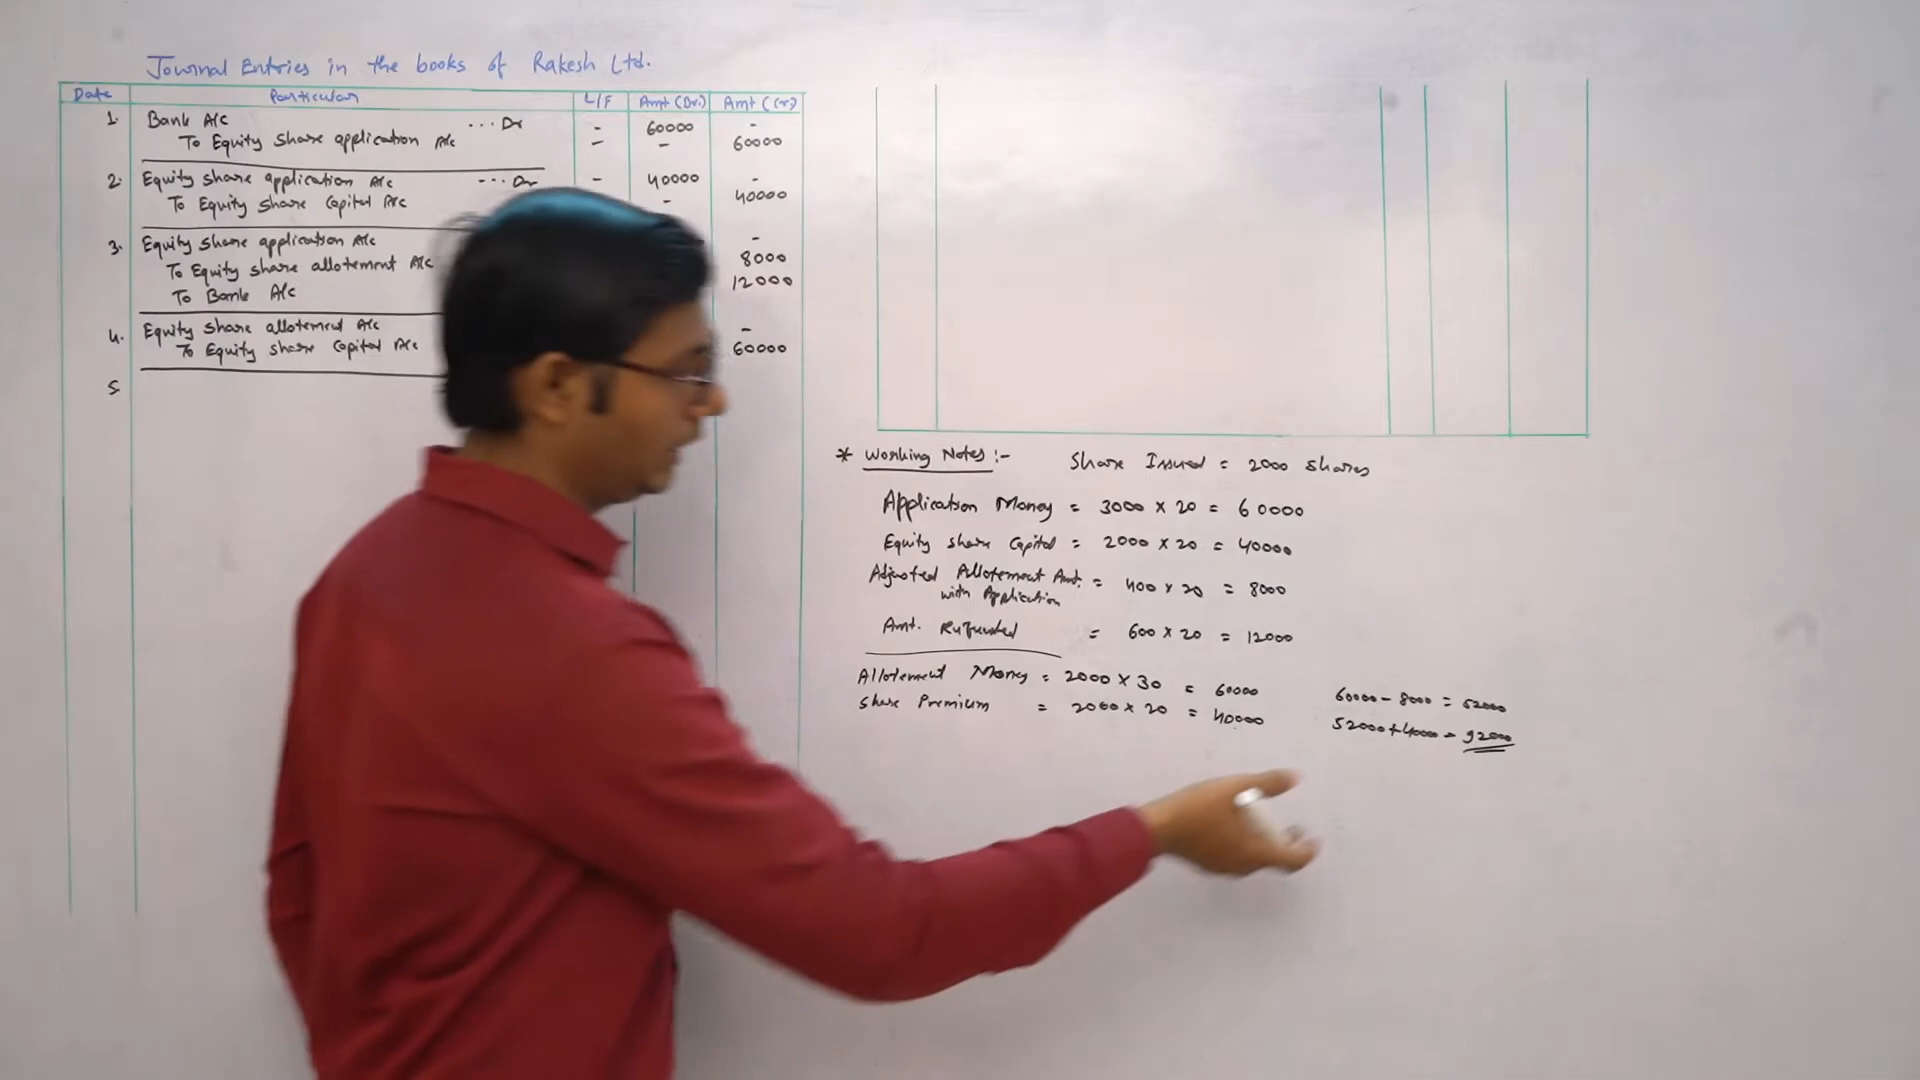 Journal Entries in the books of Rakesh Ltd.
Date Particular L/F Amt (Dr.) Amt (Cr)
1. Bank A/c ... Dr - 60000 -
To Equity share application A/c - - 60000
2. Equity share application A/c ... Dr - 40000 -
To Equity share Capital A/c - 40000
3. Equity share application A/c -
To Equity share allotement A/c 8000
To Bank A/c 12000
4. Equity share allotement A/c -
To Equity share Capital A/c 60000
5.
* Working Notes :- Share Issued = 2000 shares
Application Money = 3000 × 20 = 60000
Equity share Capital = 2000 × 20 = 40000
Adjusted Allotement Amt. = 400 × 20 = 8000
with Application
Amt. Refunded = 600 × 20 = 12000
Allotement Money = 2000 × 30 = 60000 60000 - 8000 = 52000
Share Premium = 2000 × 20 = 40000 52000 + 40000 = 92000